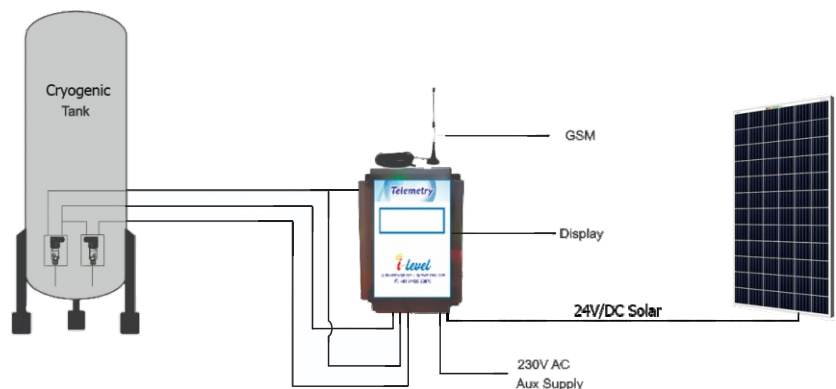 Cryogenic
Tank
GSM
Telemetry
Display
i-level
24V/DC Solar
230V AC
Aux Supply